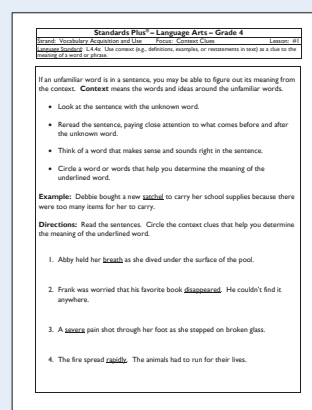 Standards Plus® – Language Arts – Grade 4
Strand: Vocabulary Acquisition and Use Focus: Context Clues Lesson: #1
Language Standard: L.4.4a: Use context (e.g., definitions, examples, or restatements in text) as a clue to the
meaning of a word or phrase.
If an unfamiliar word is in a sentence, you may be able to figure out its meaning from
the context. Context means the words and ideas around the unfamiliar words.
• Look at the sentence with the unknown word.
• Reread the sentence, paying close attention to what comes before and after
the unknown word.
• Think of a word that makes sense and sounds right in the sentence.
• Circle a word or words that help you determine the meaning of the
underlined word.
Example: Debbie bought a new satchel to carry her school supplies because there
were too many items for her to carry.
Directions: Read the sentences. Circle the context clues that help you determine
the meaning of the underlined word.
1. Abby held her breath as she dived under the surface of the pool.
2. Frank was worried that his favorite book disappeared. He couldn't find it
anywhere.
3. A severe pain shot through her foot as she stepped on broken glass.
4. The fire spread rapidly. The animals had to run for their lives.